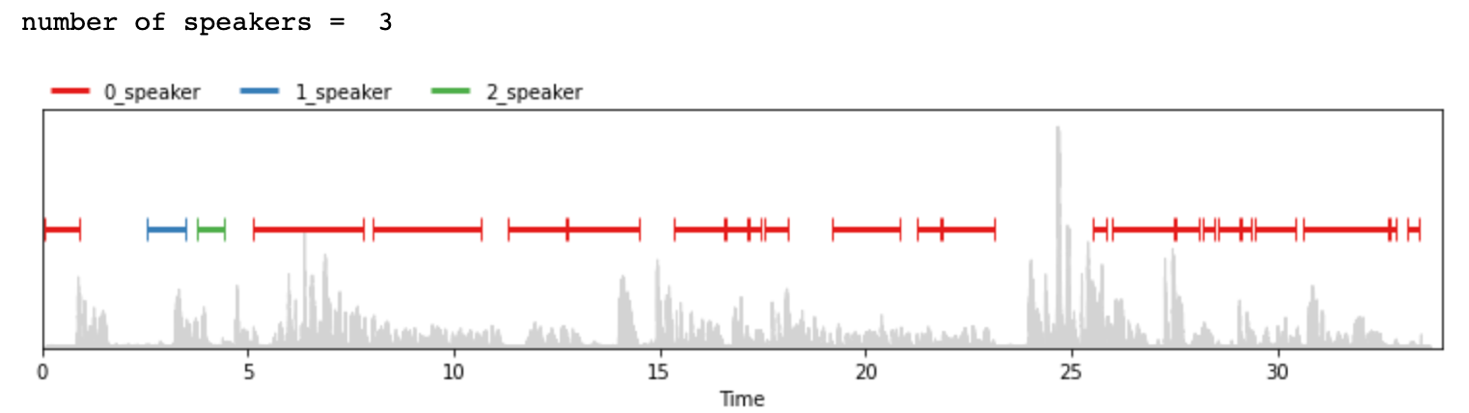 number of speakers =  3
0_speaker 1_speaker 2_speaker
0 5 10 15 20 25 30
Time